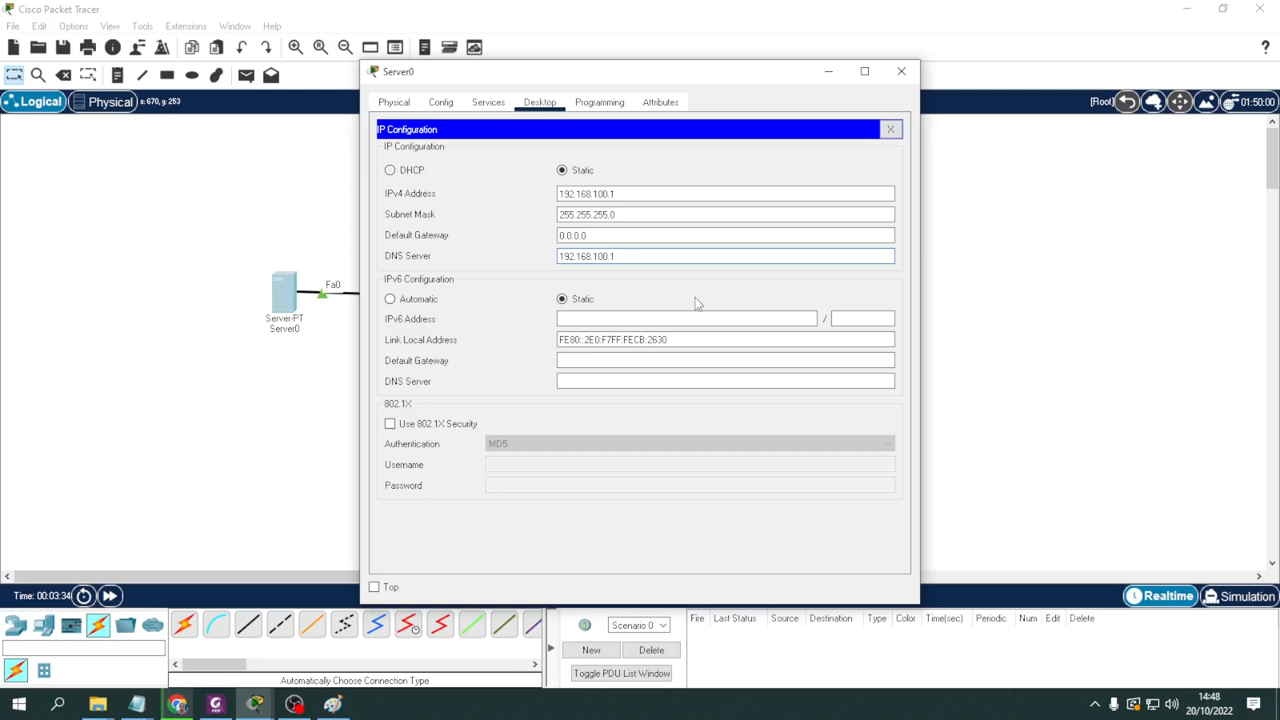 Cisco Packet Tracer
File Edit Options View Tools Extensions Window Help
Logical Physical x: 670, y: 253 [Root] 01:50:00
Server0
Physical Config Services Desktop Programming Attributes
IP Configuration X
IP Configuration
DHCP Static
IPv4 Address 192.168.100.1
Subnet Mask 255.255.255.0
Default Gateway 0.0.0.0
DNS Server 192.168.100.1
IPv6 Configuration
Automatic Static
IPv6 Address /
Link Local Address FE80::2E0:F7FF:FECB:2630
Default Gateway
DNS Server
802.1X
Use 802.1X Security
Authentication MD5
Username
Password
Top
Fa0
Server-PT
Server0
Time: 00:03:34 Realtime Simulation
Scenario 0 Fire Last Status Source Destination Type Color Time(sec) Periodic Num Edit Delete
New Delete
Toggle PDU List Window
Automatically Choose Connection Type
14:48
20/10/2022